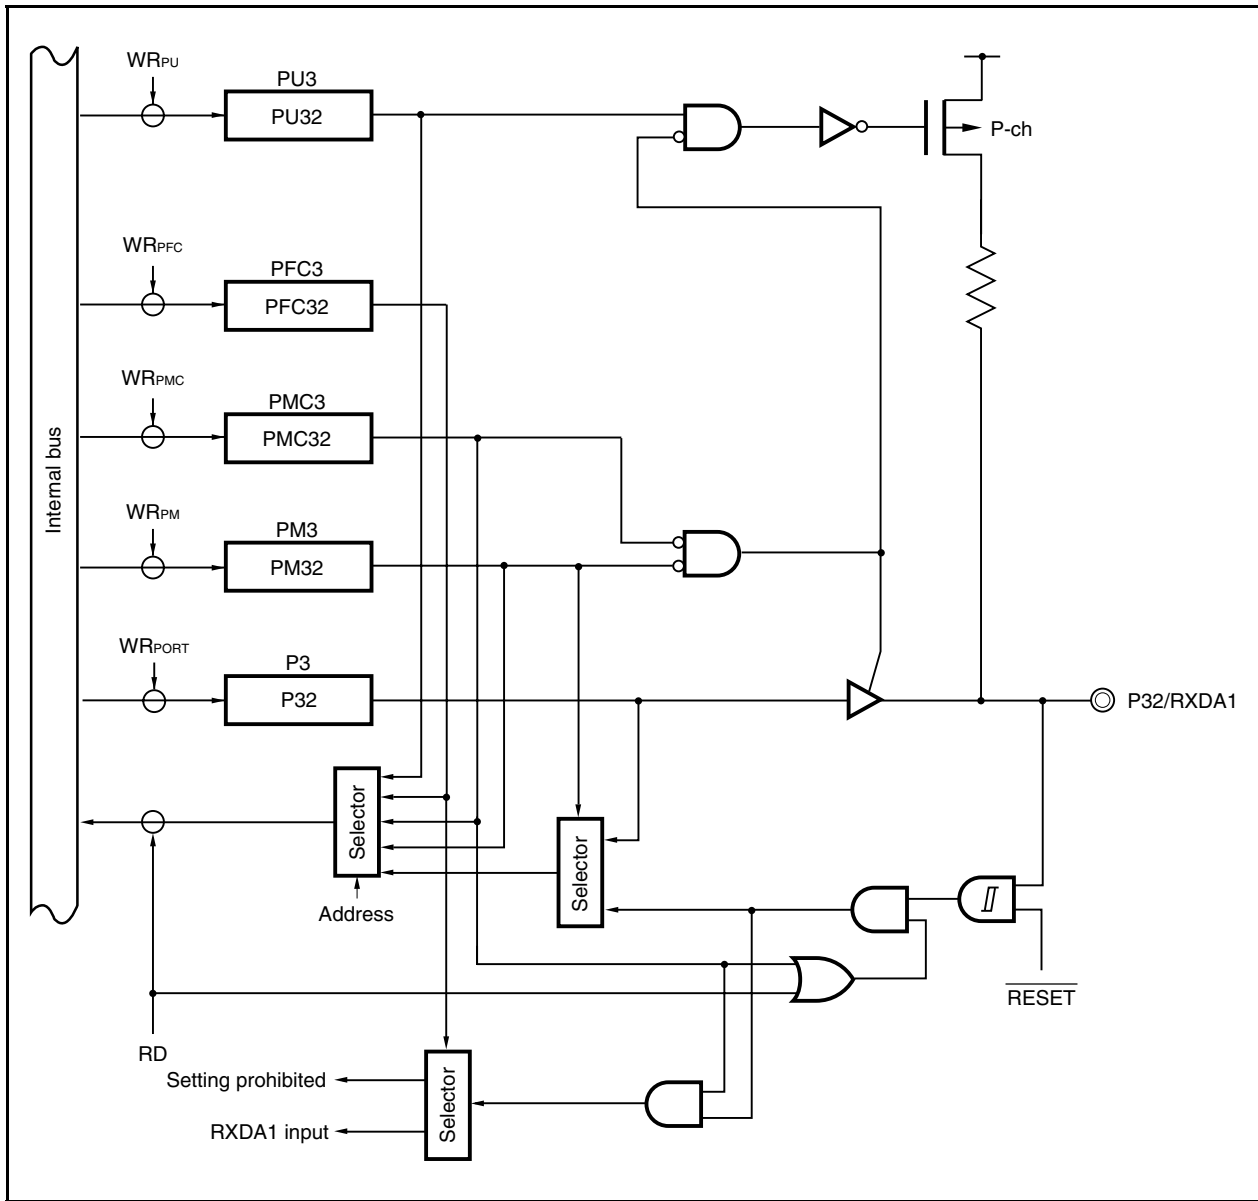 WRPU
PU3
PU32
P-ch
WRPFC
PFC3
PFC32
WRPMC
PMC3
PMC32
Internal bus
WRPM
PM3
PM32
WRPORT
P3
P32
P32/RXDA1
Selector
Selector
Address
RESET
RD
Setting prohibited
Selector
RXDA1 input